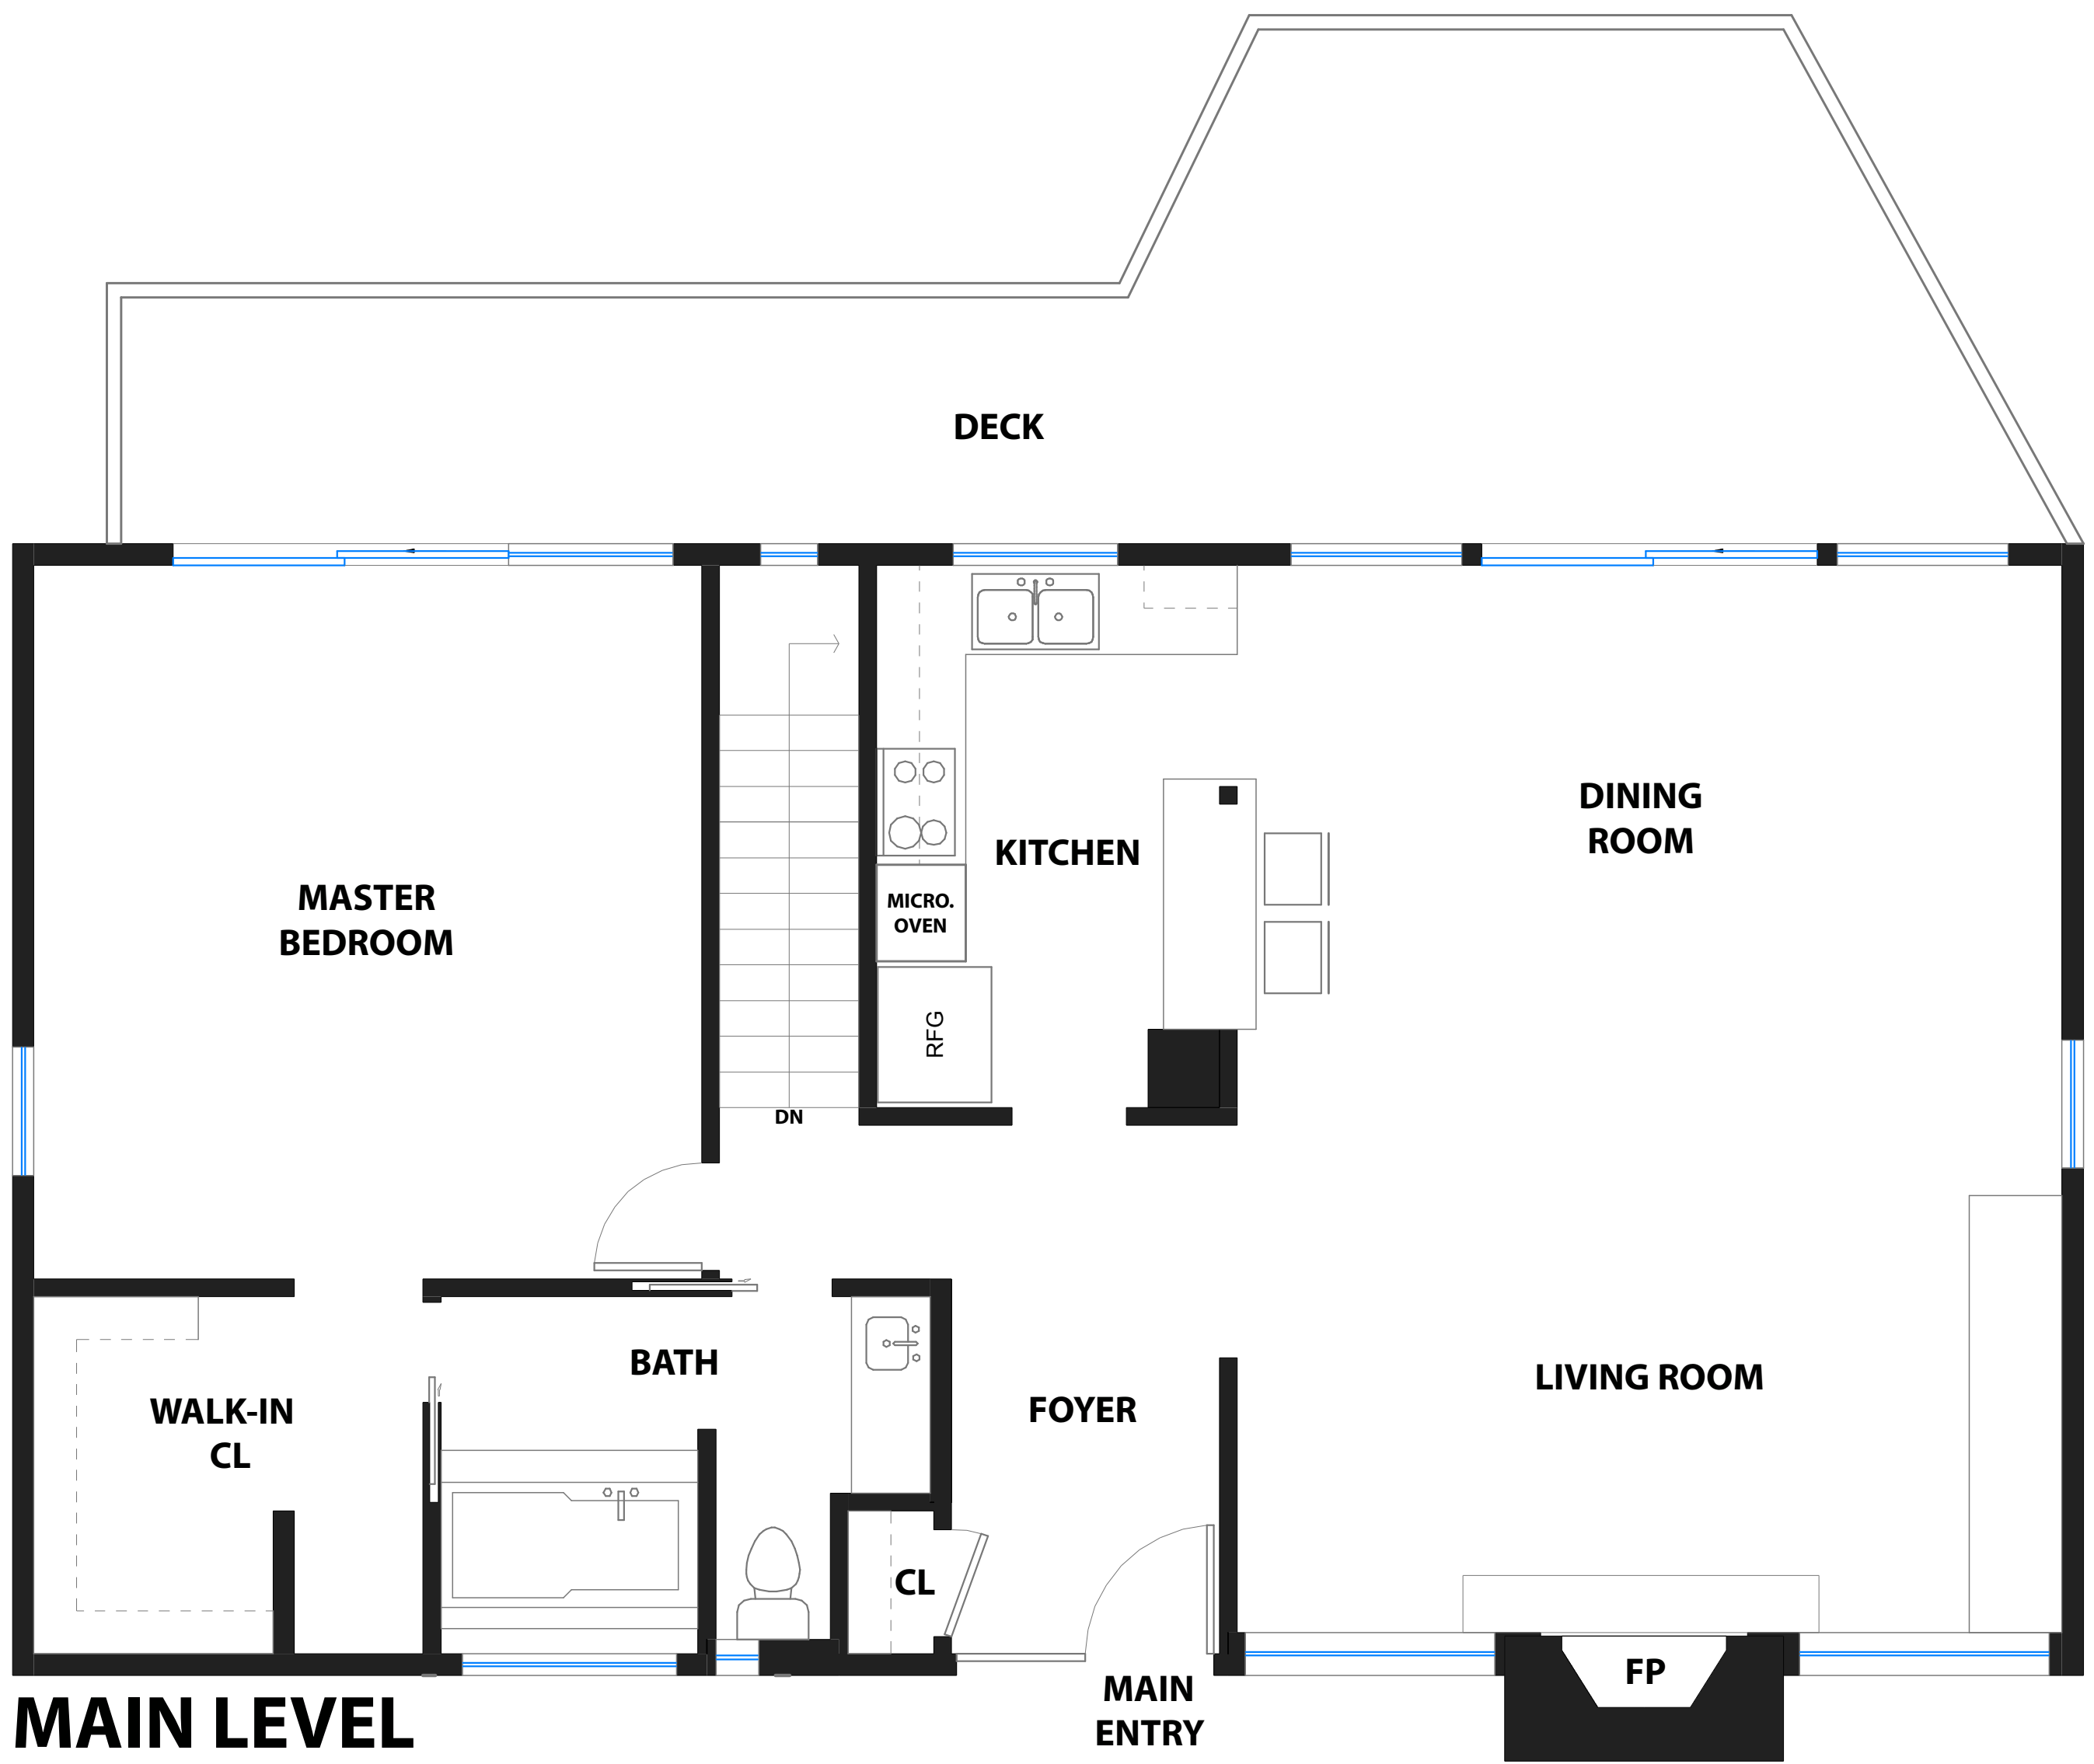 DECK
DINING
ROOM
KITCHEN
MASTER
BEDROOM
MICRO.
OVEN
RFG
DN
BATH
LIVING ROOM
WALK-IN
CL
FOYER
CL
FP
MAIN
ENTRY
MAIN LEVEL